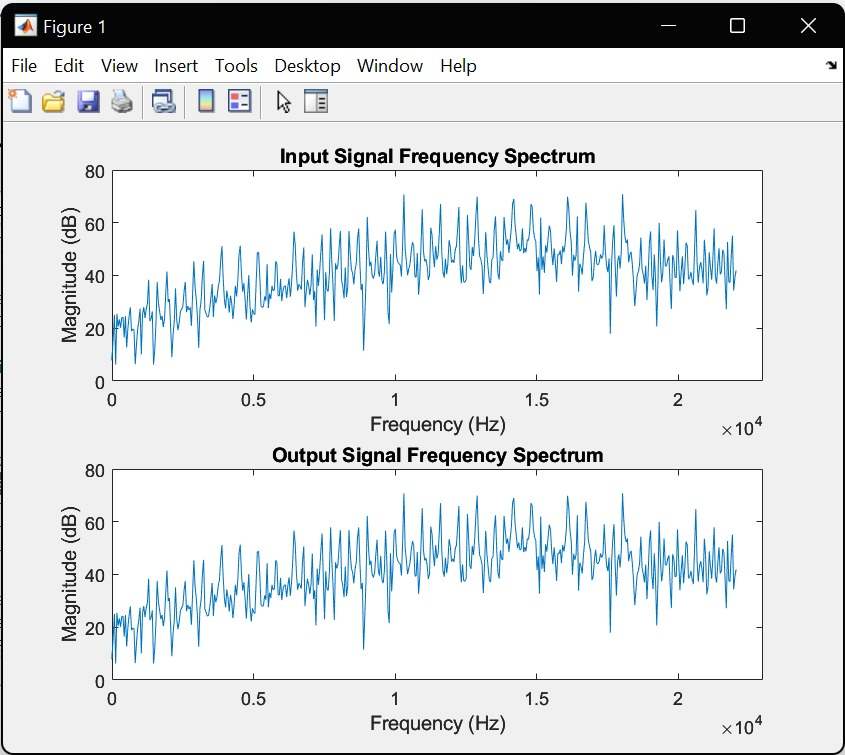 Figure 1
File Edit View Insert Tools Desktop Window Help
Input Signal Frequency Spectrum
80
60
40
20
0
Magnitude (dB)
0 0.5 1 1.5 2
Frequency (Hz)
×10^4
Output Signal Frequency Spectrum
80
60
40
20
0
Magnitude (dB)
0 0.5 1 1.5 2
Frequency (Hz)
×10^4